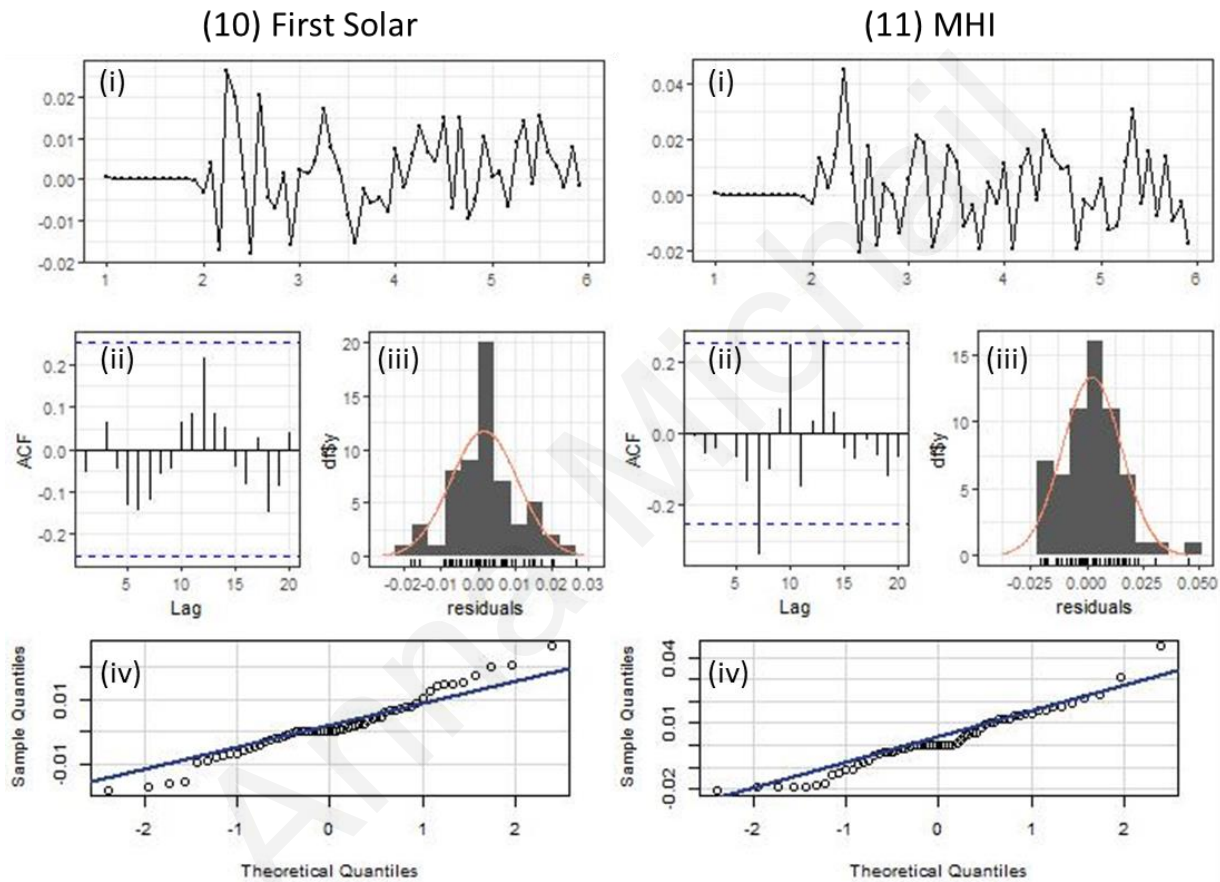 (10) First Solar
(11) MHI
(i)
0.02
0.01
0.00
-0.01
-0.02
1 2 3 4 5 6
(i)
0.04
0.02
0.00
-0.02
1 2 3 4 5 6
(ii)
ACF
0.2
0.1
0.0
-0.1
-0.2
5 10 15 20
Lag
(iii)
df$y
20
15
10
5
0
-0.02 -0.01 0.00 0.01 0.02 0.03
residuals
(ii)
ACF
0.2
0.0
-0.2
5 10 15 20
Lag
(iii)
df$y
15
10
5
0
-0.025 0.000 0.025 0.050
residuals
(iv)
Sample Quantiles
0.01
-0.01
-2 -1 0 1 2
Theoretical Quantiles
(iv)
Sample Quantiles
0.04
0.01
-0.02
-2 -1 0 1 2
Theoretical Quantiles
Anna Michail